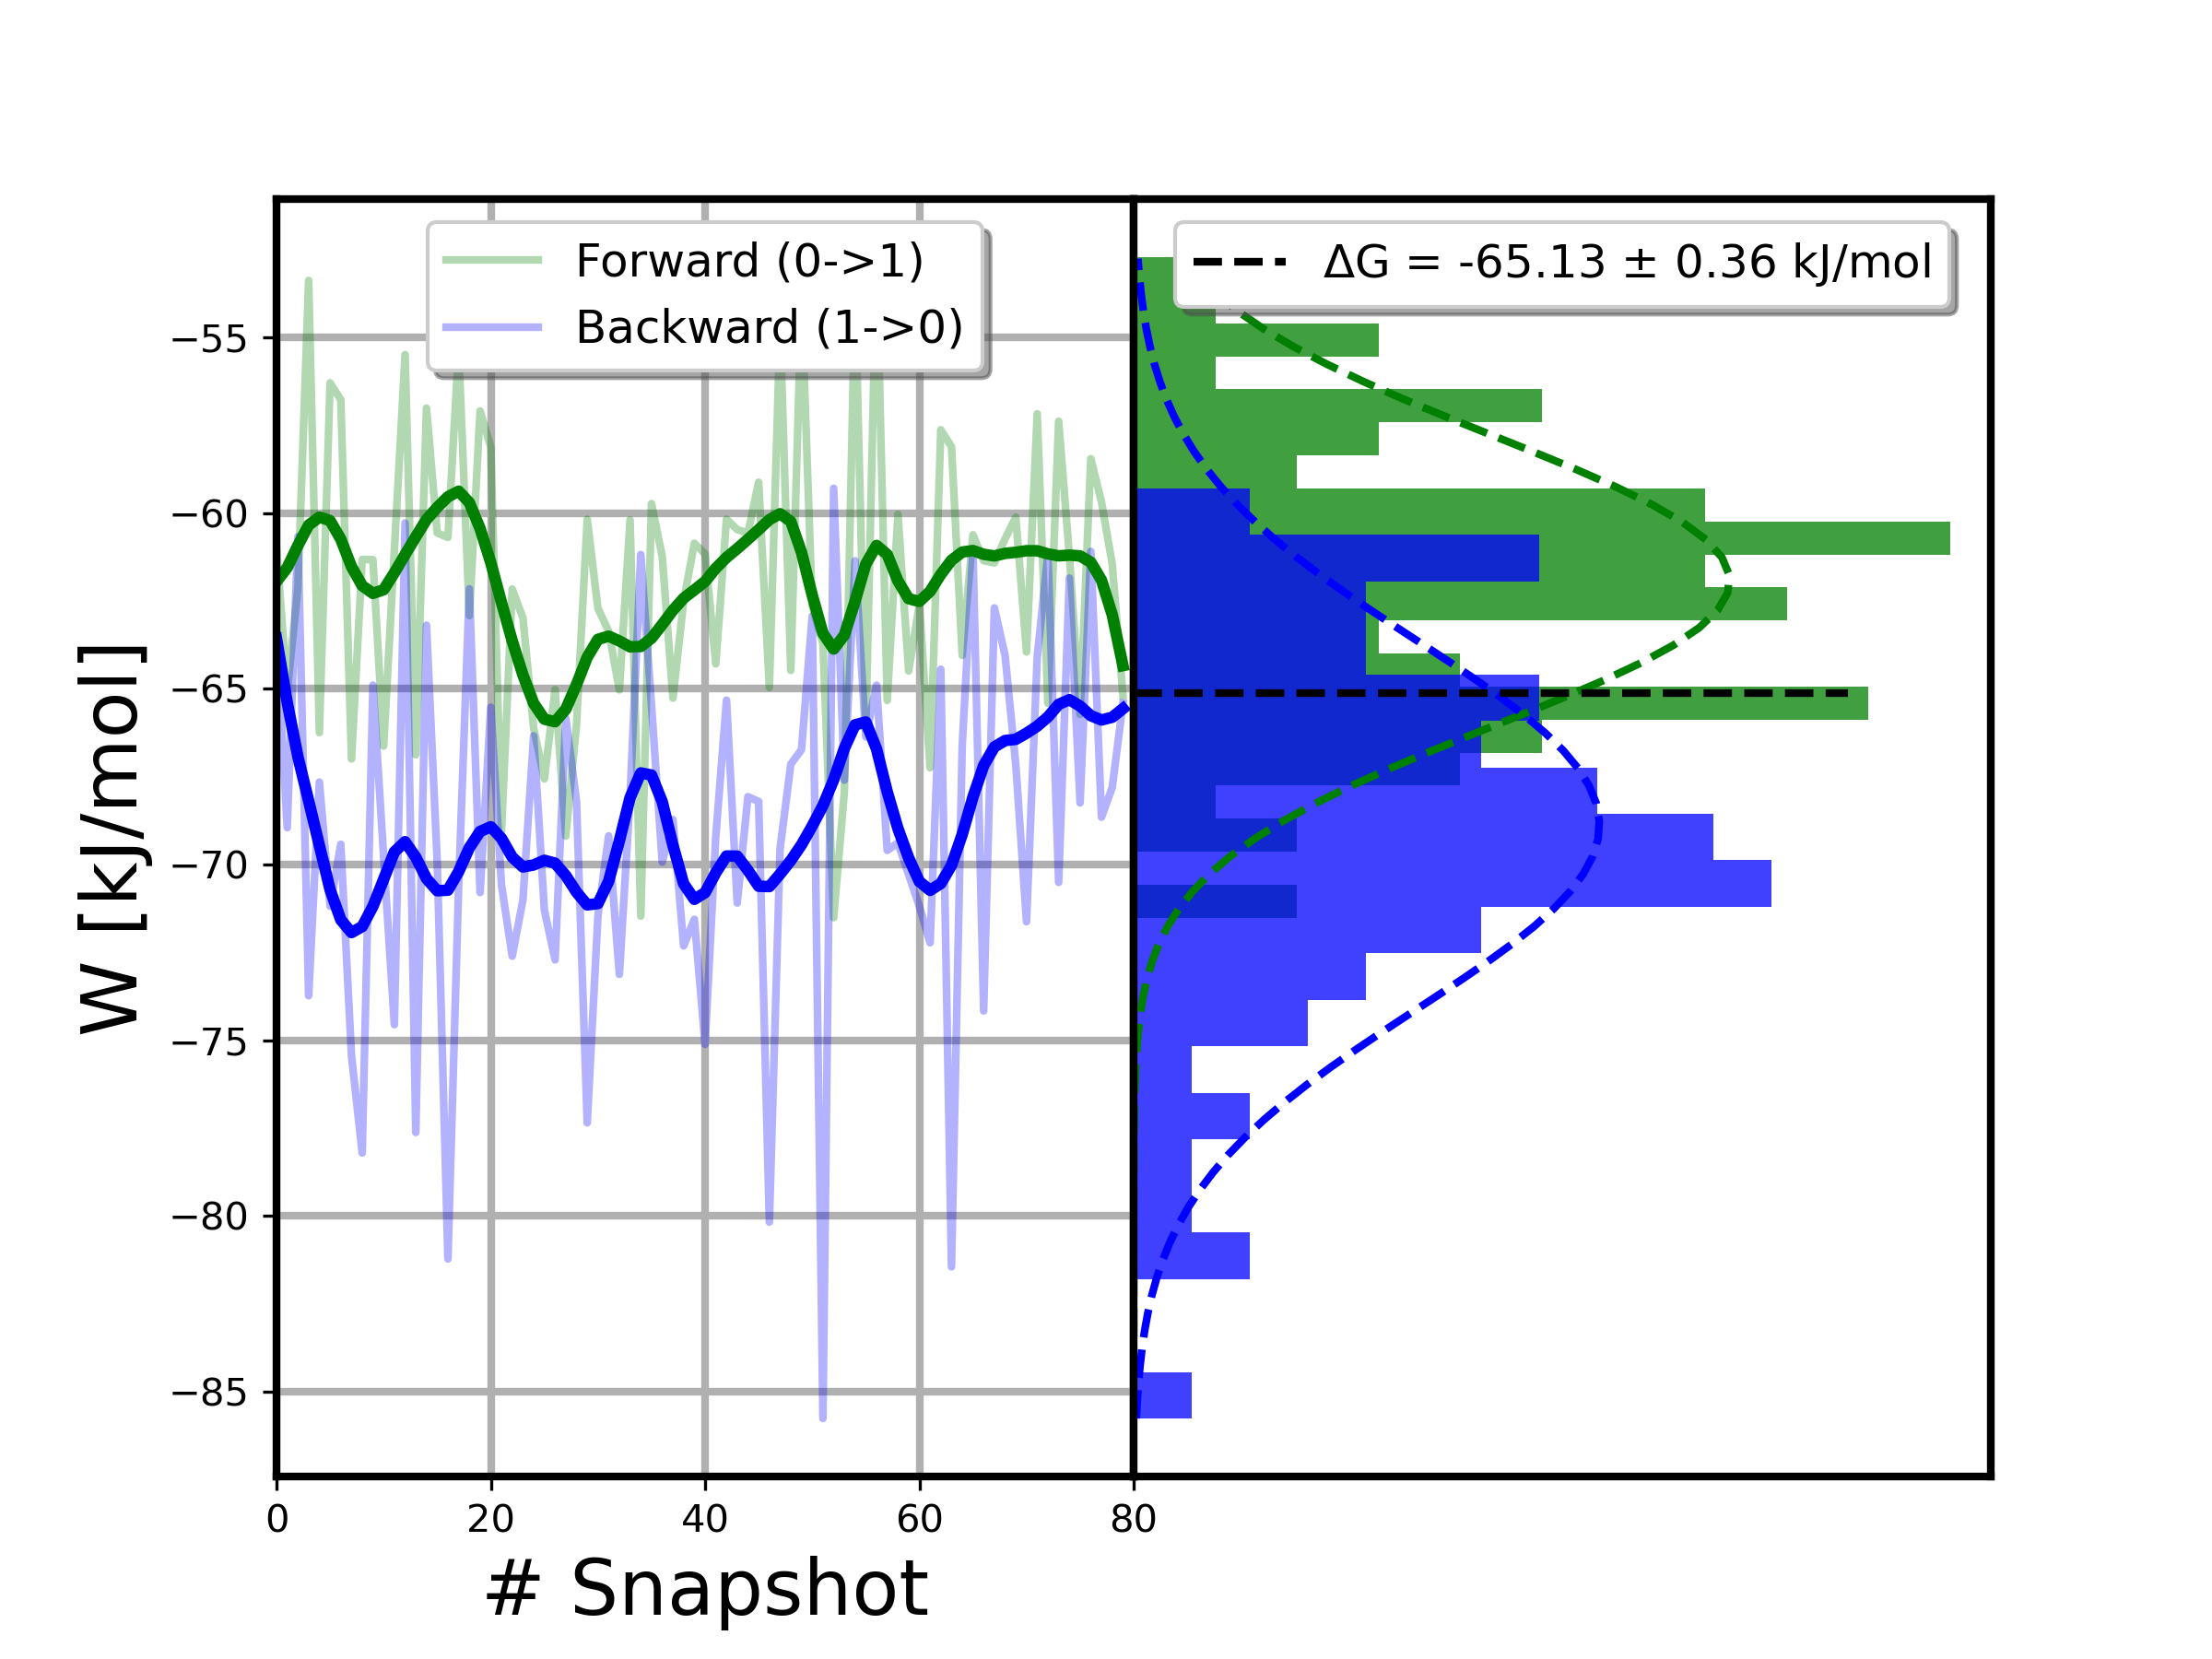 Forward (0->1)
Backward (1->0)
ΔG = -65.13 ± 0.36 kJ/mol
W [kJ/mol]
−55
−60
−65
−70
−75
−80
−85
0 20 40 60 80
# Snapshot